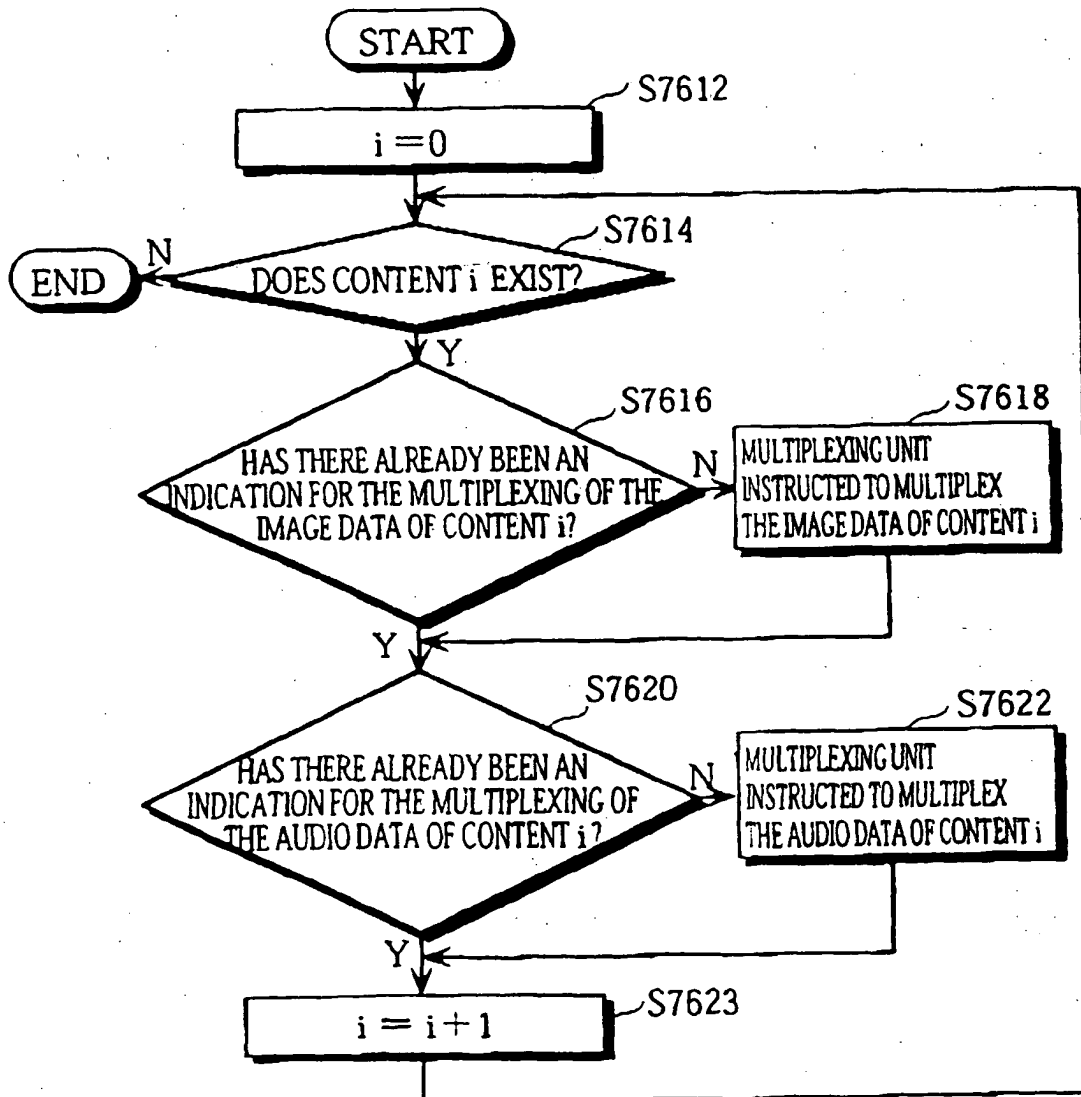 START
S7612
i=0
S7614
N
END
DOES CONTENT i EXIST?
Y
S7616
S7618
HAS THERE ALREADY BEEN AN
INDICATION FOR THE MULTIPLEXING OF THE
IMAGE DATA OF CONTENT i?
N
MULTIPLEXING UNIT
INSTRUCTED TO MULTIPLEX
THE IMAGE DATA OF CONTENT i
Y
S7620
S7622
HAS THERE ALREADY BEEN AN
INDICATION FOR THE MULTIPLEXING OF
THE AUDIO DATA OF CONTENT i?
N
MULTIPLEXING UNIT
INSTRUCTED TO MULTIPLEX
THE AUDIO DATA OF CONTENT i
Y
S7623
i = i+1